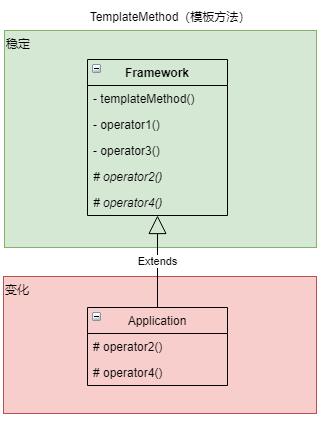 TemplateMethod（模板方法）
稳定
Framework
- templateMethod()
- operator1()
- operator3()
# operator2()
# operator4()
Extends
变化
Application
# operator2()
# operator4()